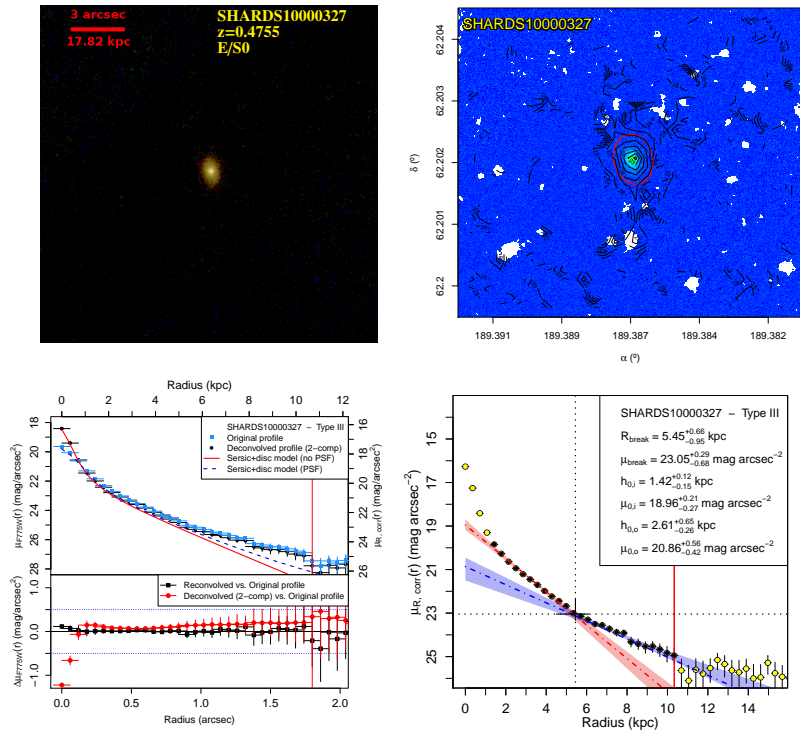 3 arcsec
17.82 kpc
SHARDS10000327
z=0.4755
E/S0
SHARDS10000327
δ (º)
62.204
62.203
62.202
62.201
62.2
189.391 189.389 189.387 189.384 189.382
α (º)
Radius (kpc)
0 2 4 6 8 10 12
μF775W(r) (mag/arcsec²)
18
20
22
24
26
28
SHARDS10000327 − Type III
Original profile
Deconvolved profile (2−comp)
Sersic+disc model (no PSF)
Sersic+disc model (PSF)
16
18
20
22
24
26
μR, corr(r) (mag/arcsec²)
ΔμF775W(r) (mag/arcsec²)
1.0
0.0
−1.0
Reconvolved vs. Original profile
Deconvolved (2−comp) vs. Original profile
0.0 0.5 1.0 1.5 2.0
Radius (arcsec)
μR, corr(r) (mag arcsec−2)
13
15
17
19
21
23
25
SHARDS10000327 − Type III
Rbreak = 5.45+0.66−0.95 kpc
μbreak = 23.05+0.29−0.68 mag arcsec−2
h0,i = 1.42+0.12−0.15 kpc
μ0,i = 18.96+0.21−0.27 mag arcsec−2
h0,o = 2.61+0.65−0.26 kpc
μ0,o = 20.86+0.56−0.42 mag arcsec−2
0 2 4 6 8 10 12 14
Radius (kpc)